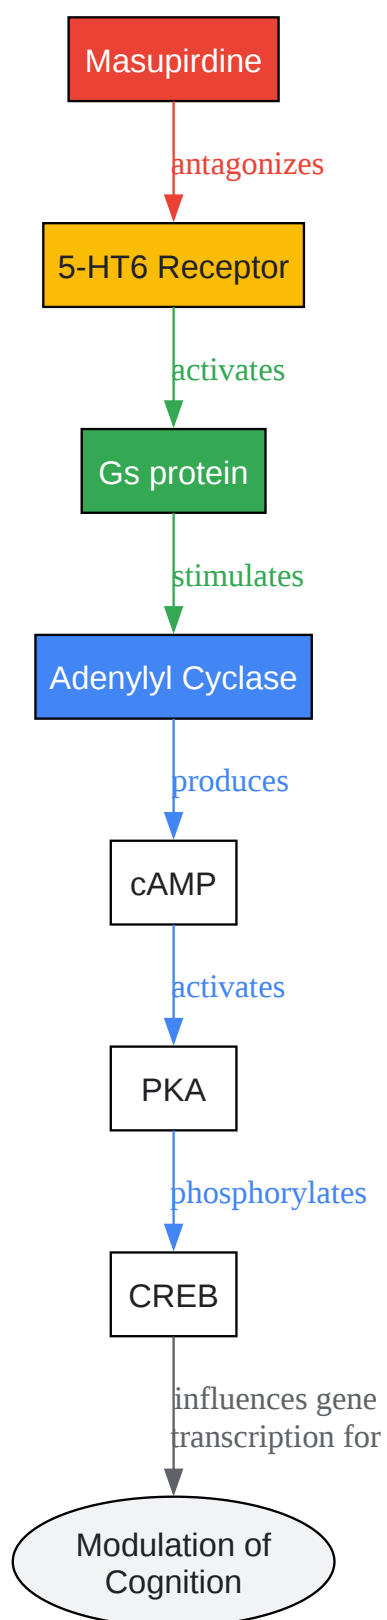 Masupirdine
antagonizes
5-HT6 Receptor
activates
Gs protein
stimulates
Adenylyl Cyclase
produces
cAMP
activates
PKA
phosphorylates
CREB
influences gene
transcription for
Modulation of
Cognition